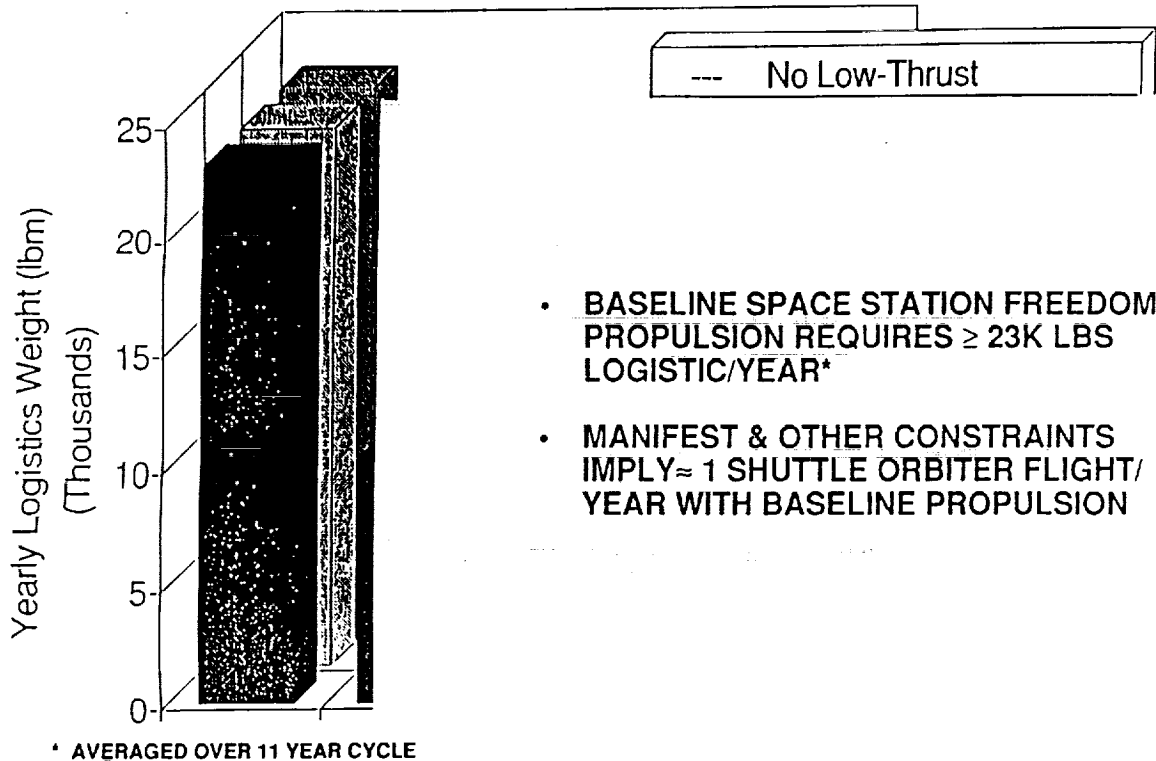 --- No Low-Thrust
25
20
15
10
5
0
Yearly Logistics Weight (lbm)
(Thousands)
• BASELINE SPACE STATION FREEDOM
PROPULSION REQUIRES ≥ 23K LBS
LOGISTIC/YEAR*
• MANIFEST & OTHER CONSTRAINTS
IMPLY≈ 1 SHUTTLE ORBITER FLIGHT/
YEAR WITH BASELINE PROPULSION
* AVERAGED OVER 11 YEAR CYCLE